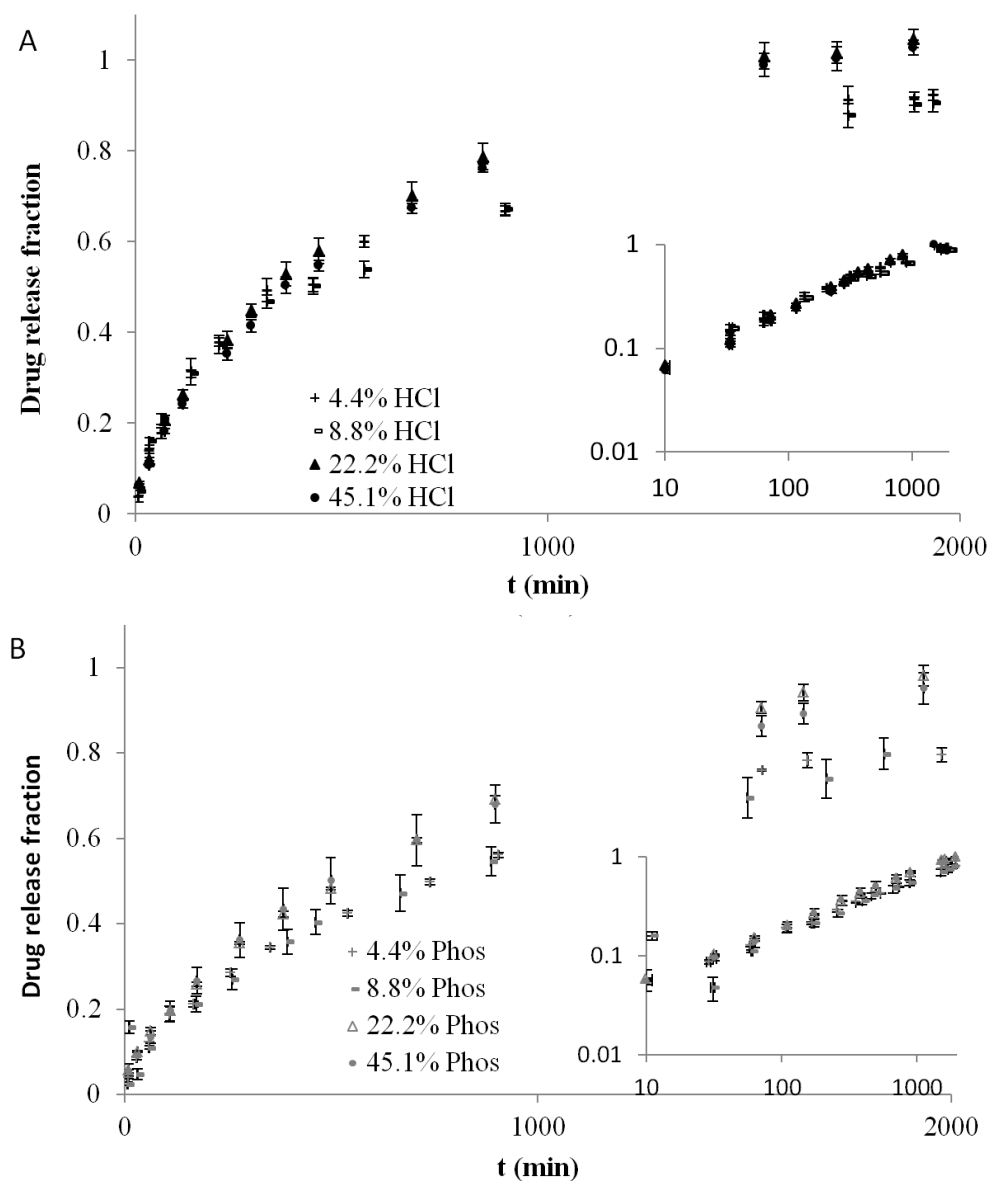 A
Drug release fraction
1
0.8
0.6
0.4
0.2
0
4.4% HCl
8.8% HCl
22.2% HCl
45.1% HCl
1
0.1
0.01
10
100
1000
0
1000
2000
t (min)
B
Drug release fraction
1
0.8
0.6
0.4
0.2
0
4.4% Phos
8.8% Phos
22.2% Phos
45.1% Phos
1
0.1
0.01
10
100
1000
0
1000
2000
t (min)